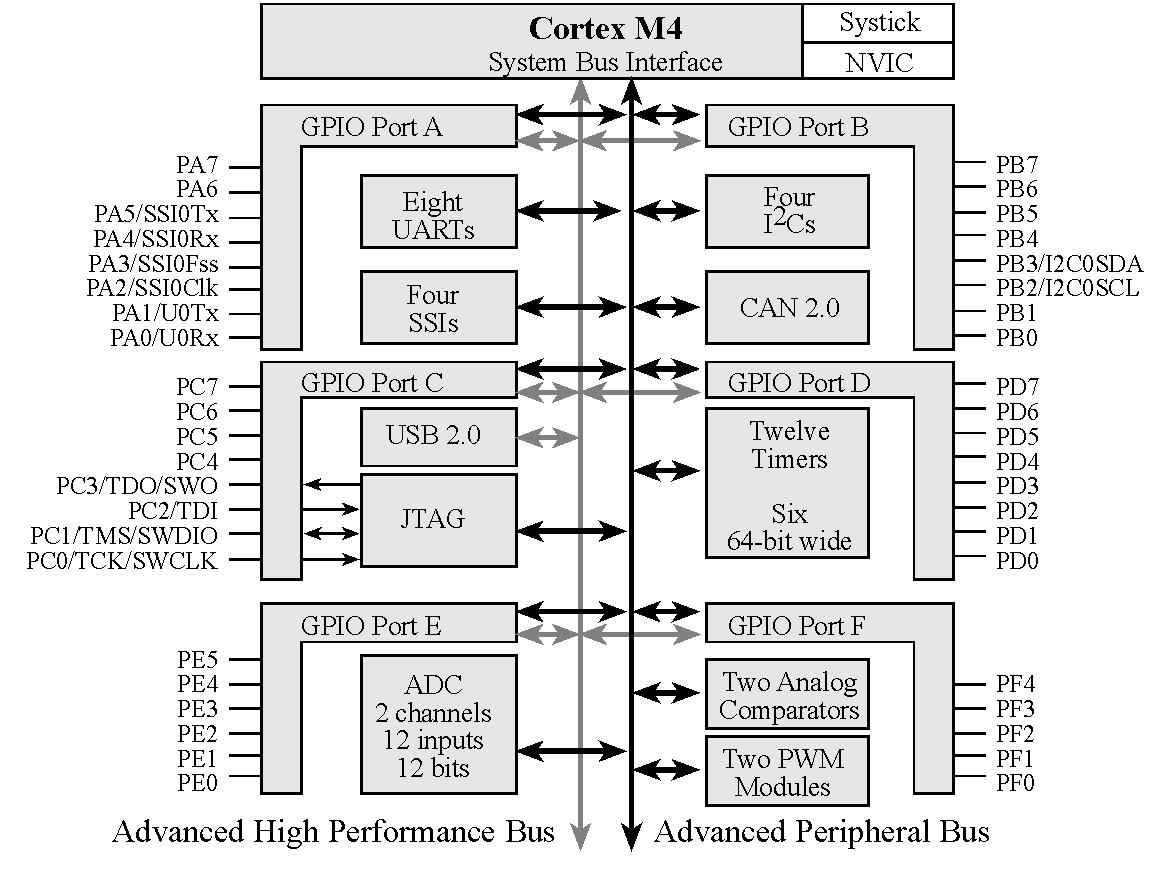 Cortex M4
System Bus Interface
Systick
NVIC
GPIO Port A
PA7
PA6
PA5/SSI0Tx
PA4/SSI0Rx
PA3/SSI0Fss
PA2/SSI0Clk
PA1/U0Tx
PA0/U0Rx
Eight
UARTs
Four
SSIs
GPIO Port B
Four
I2Cs
CAN 2.0
PB7
PB6
PB5
PB4
PB3/I2C0SDA
PB2/I2C0SCL
PB1
PB0
GPIO Port C
PC7
PC6
PC5
PC4
PC3/TDO/SWO
PC2/TDI
PC1/TMS/SWDIO
PC0/TCK/SWCLK
USB 2.0
JTAG
GPIO Port D
Twelve
Timers
Six
64-bit wide
PD7
PD6
PD5
PD4
PD3
PD2
PD1
PD0
GPIO Port E
PE5
PE4
PE3
PE2
PE1
PE0
ADC
2 channels
12 inputs
12 bits
GPIO Port F
Two Analog
Comparators
Two PWM
Modules
PF4
PF3
PF2
PF1
PF0
Advanced High Performance Bus
Advanced Peripheral Bus